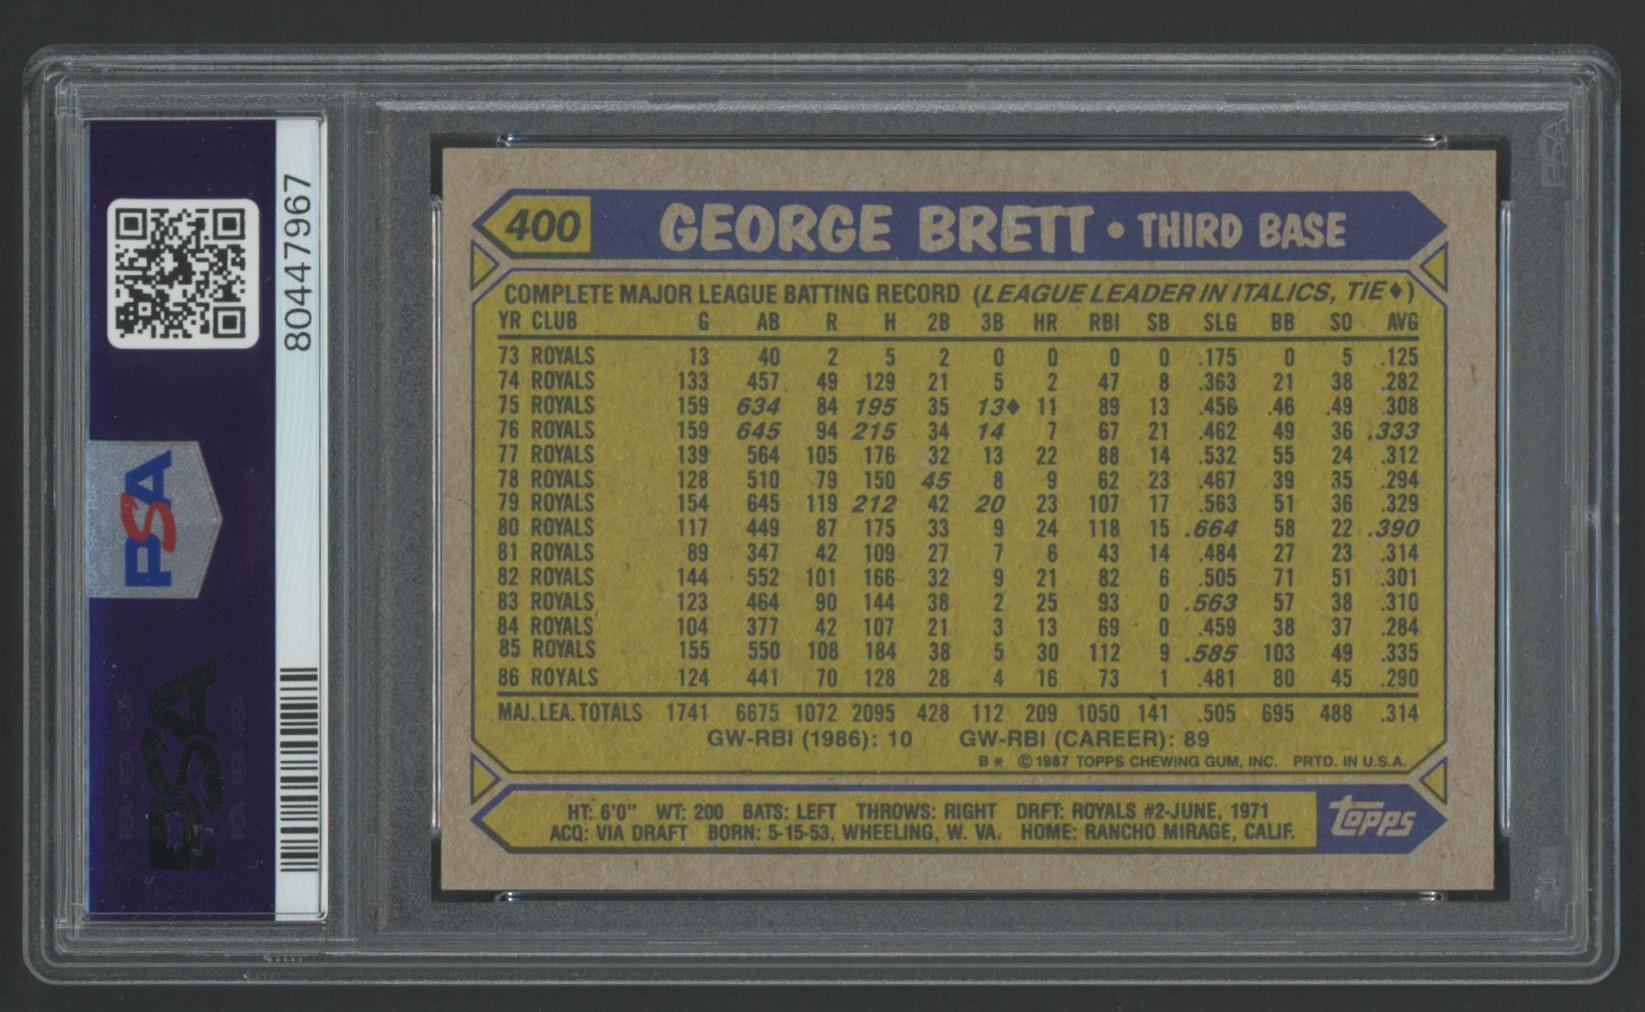 80447967
PSA
PSA
PSA
400 GEORGE BRETT • THIRD BASE
COMPLETE MAJOR LEAGUE BATTING RECORD (LEAGUE LEADER IN ITALICS, TIE♦)
YR CLUB G AB R H 2B 3B HR RBI SB SLG BB SO AVG
73 ROYALS 13 40 2 5 2 0 0 0 0 .175 0 5 .125
74 ROYALS 133 457 49 129 21 5 2 47 8 .363 21 38 .282
75 ROYALS 159 634 84 195 35 13♦ 11 89 13 .456 46 49 .308
76 ROYALS 159 645 94 215 34 14 7 67 21 .462 49 36 .333
77 ROYALS 139 564 105 176 32 13 22 88 14 .532 55 24 .312
78 ROYALS 128 510 79 150 45 8 9 62 23 .467 39 35 .294
79 ROYALS 154 645 119 212 42 20 23 107 17 .563 51 36 .329
80 ROYALS 117 449 87 175 33 9 24 118 15 .664 58 22 .390
81 ROYALS 89 347 42 109 27 7 6 43 14 .484 27 23 .314
82 ROYALS 144 552 101 166 32 9 21 82 6 .505 71 51 .301
83 ROYALS 123 464 90 144 38 2 25 93 0 .563 57 38 .310
84 ROYALS 104 377 42 107 21 3 13 69 0 .459 38 37 .284
85 ROYALS 155 550 108 184 38 5 30 112 9 .585 103 49 .335
86 ROYALS 124 441 70 128 28 4 16 73 1 .481 80 45 .290
MAJ. LEA. TOTALS 1741 6675 1072 2095 428 112 209 1050 141 .505 695 488 .314
GW-RBI (1986): 10 GW-RBI (CAREER): 89
B* ©1987 TOPPS CHEWING GUM, INC. PRTD. IN U.S.A.
HT: 6'0" WT: 200 BATS: LEFT THROWS: RIGHT DRFT: ROYALS #2-JUNE, 1971
ACQ: VIA DRAFT BORN: 5-15-53, WHEELING, W. VA. HOME: RANCHO MIRAGE, CALIF.
topps